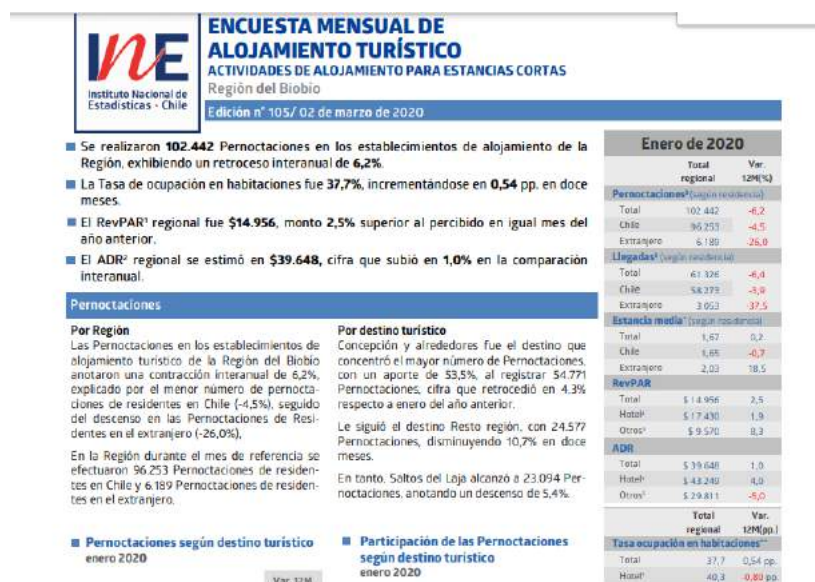 INE
Instituto Nacional de
Estadísticas · Chile
ENCUESTA MENSUAL DE
ALOJAMIENTO TURÍSTICO
ACTIVIDADES DE ALOJAMIENTO PARA ESTANCIAS CORTAS
Región del Biobío
Edición n° 105/ 02 de marzo de 2020
Se realizaron 102.442 Pernoctaciones en los establecimientos de alojamiento de la
Región, exhibiendo un retroceso interanual de 6,2%.
La Tasa de ocupación en habitaciones fue 37,7%, incrementándose en 0,54 pp. en doce
meses.
El RevPAR¹ regional fue $14.956, monto 2,5% superior al percibido en igual mes del
año anterior.
El ADR² regional se estimó en $39.648, cifra que subió en 1,0% en la comparación
interanual.
Pernoctaciones
Por Región
Las Pernoctaciones en los establecimientos de
alojamiento turístico de la Región del Biobío
anotaron una contracción interanual de 6,2%,
explicado por el menor número de pernocta-
ciones de residentes en Chile (-4,5%), seguido
del descenso en las Pernoctaciones de Resi-
dentes en el extranjero (-26,0%),
En la Región durante el mes de referencia se
efectuaron 96.253 Pernoctaciones de residen-
tes en Chile y 6.189 Pernoctaciones de residen-
tes en el extranjero.
Por destino turístico
Concepción y alrededores fue el destino que
concentró el mayor número de Pernoctaciones,
con un aporte de 53,5%, al registrar 54.771
Pernoctaciones, cifra que retrocedió en 4.3%
respecto a enero del año anterior.
Le siguió el destino Resto región, con 24.577
Pernoctaciones, disminuyendo 10,7% en doce
meses.
En tanto, Saltos del Laja alcanzó a 23.094 Per-
noctaciones, anotando un descenso de 5,4%.
Pernoctaciones según destino turístico
enero 2020
Var. 12M
Participación de las Pernoctaciones
según destino turístico
enero 2020
Enero de 2020
Total Var.
regional 12M(%)
Pernoctaciones³ (según residencia)
Total 102.442 -6,2
Chile 96.253 -4,5
Extranjero 6.189 -26,0
Llegadas (según residencia)
Total 61.326 -6,4
Chile 58.273 -3,9
Extranjero 3.053 -37,5
Estancia media (según residencia)
Total 1,67 0,2
Chile 1,65 -0,7
Extranjero 2,03 18,5
RevPAR
Total $ 14.956 2,5
Hotel $ 17.430 1,9
Otros $ 9.570 8,3
ADR
Total $ 39.648 1,0
Hotel $ 43.249 4,0
Otros $ 29.811 -5,0
Total Var.
regional 12M(pp.)
Tasa ocupación en habitaciones
Total 37,7 0,54 pp.
Hotel 40,3 -0,80 pp.